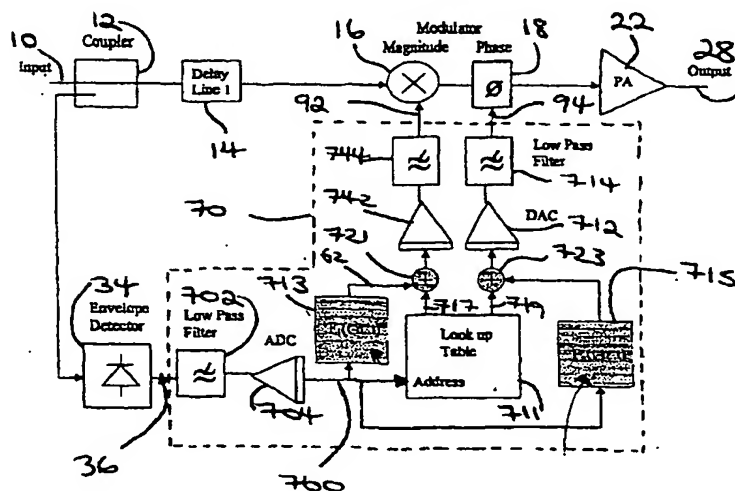 10
12
Coupler
Input
Delay
Line 1
14
16
Modulator
Magnitude
Phase
18
22
PA
28
Output
92
94
744
Low Pass
Filter
714
70
742
DAC
712
721
723
62
713
715
717
34
Envelope
Detector
702
Low Pass
Filter
ADC
704
Look up
Table
Address
711
36
700